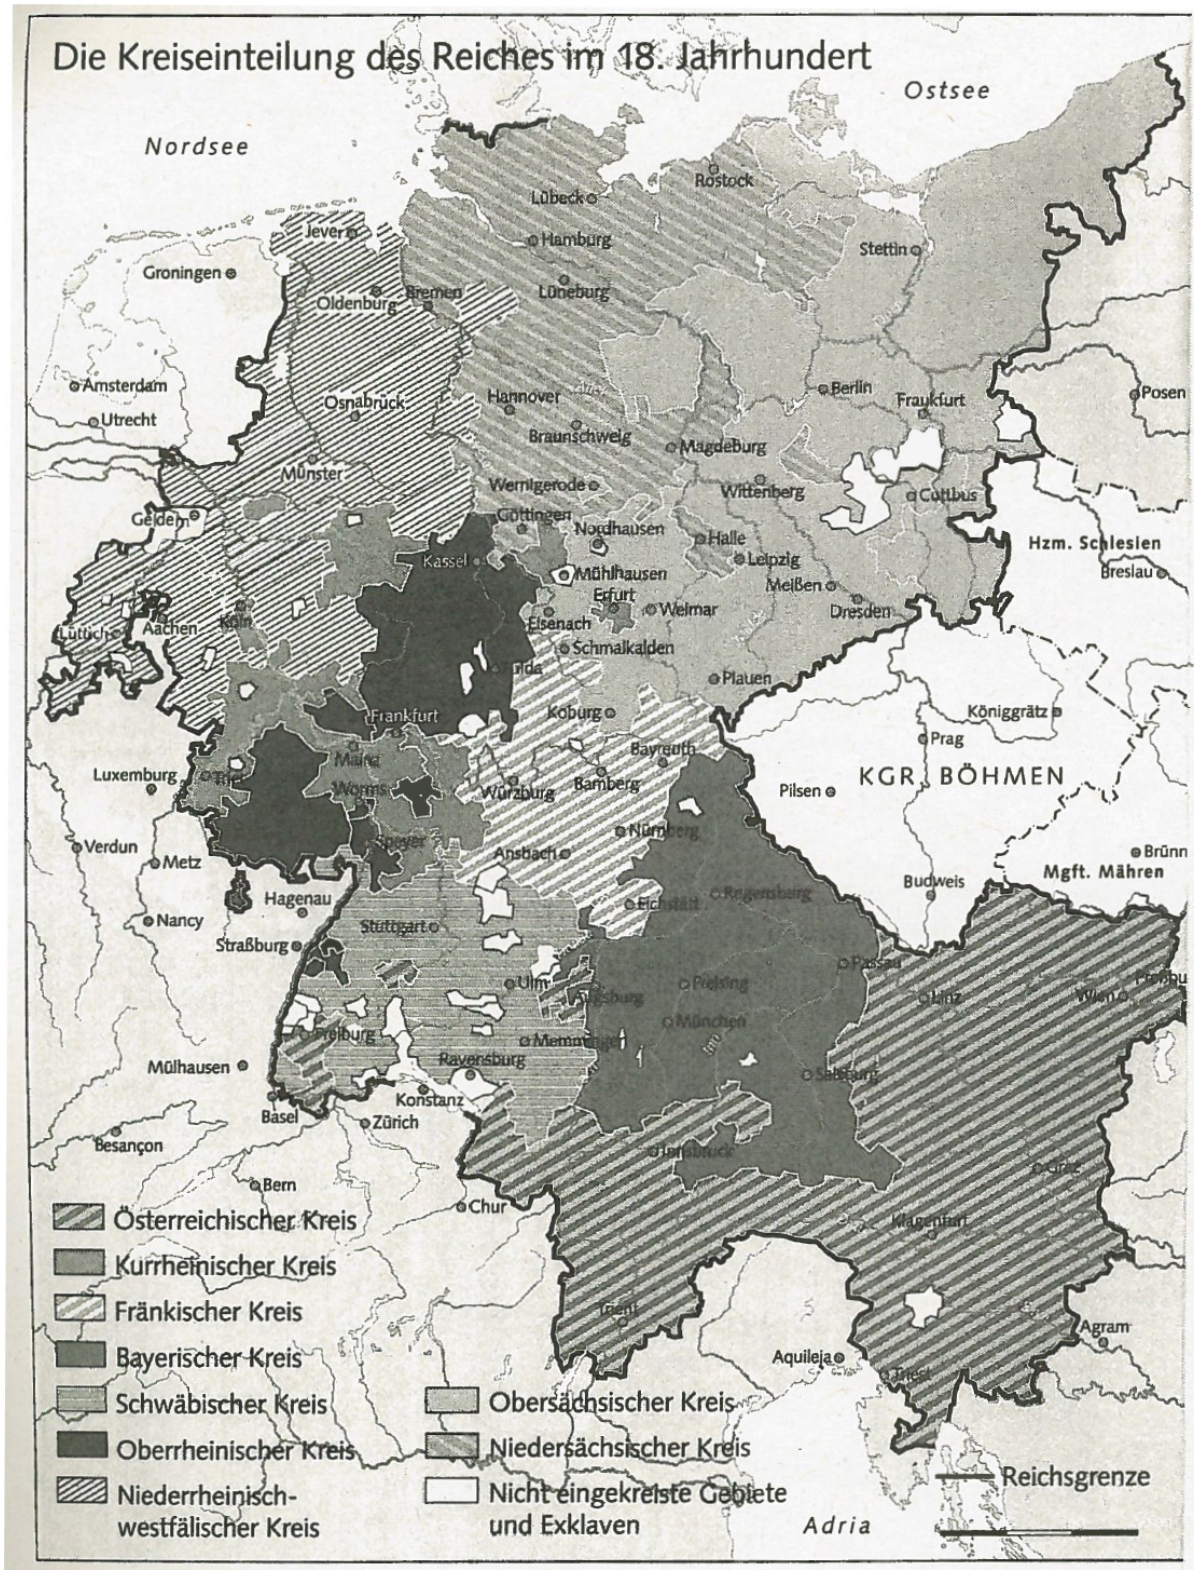 Die Kreiseinteilung des Reiches im 18. Jahrhundert
Ostsee
Nordsee
Rostock
Lübeck
Jever
Hamburg
Stettin
Groningen
Lüneburg
Bremen
Oldenburg
Amsterdam
Berlin
Posen
Hannover
Frankfurt
Osnabrück
Utrecht
Braunschweig
Magdeburg
Münster
Wernigerode
Wittenberg
Cottbus
Geldern
Göttingen
Nordhausen
Halle
Hzm. Schlesien
Kassel
Leipzig
Breslau
Mühlhausen
Meißen
Erfurt
Weimar
Dresden
Köln
Eisenach
Lüttich
Aachen
Schmalkalden
Plauen
Frankfurt
Koburg
Königgrätz
Prag
Bayreuth
Mainz
Luxemburg
Trier
KGR. BÖHMEN
Worms
Würzburg
Bamberg
Pilsen
Nürnberg
Speyer
Verdun
Ansbach
Metz
Brünn
Mgft. Mähren
Budweis
Hagenau
Regensberg
Eichstätt
Nancy
Stuttgart
Straßburg
Passau
Ulm
Freising
Augsburg
Linz
Wien
Freiburg
München
Memmingen
Mülhausen
Ravensburg
Salzburg
Konstanz
Basel
Zürich
Besançon
Innsbruck
Graz
Bern
Chur
Klagenfurt
Trient
Agram
Aquileja
Triest
Österreichischer Kreis
Kurrheinischer Kreis
Fränkischer Kreis
Bayerischer Kreis
Schwäbischer Kreis
Oberrheinischer Kreis
Niederrheinisch-
westfälischer Kreis
Obersächsischer Kreis
Niedersächsischer Kreis
Nicht eingekreiste Gebiete
und Exklaven
Reichsgrenze
Adria